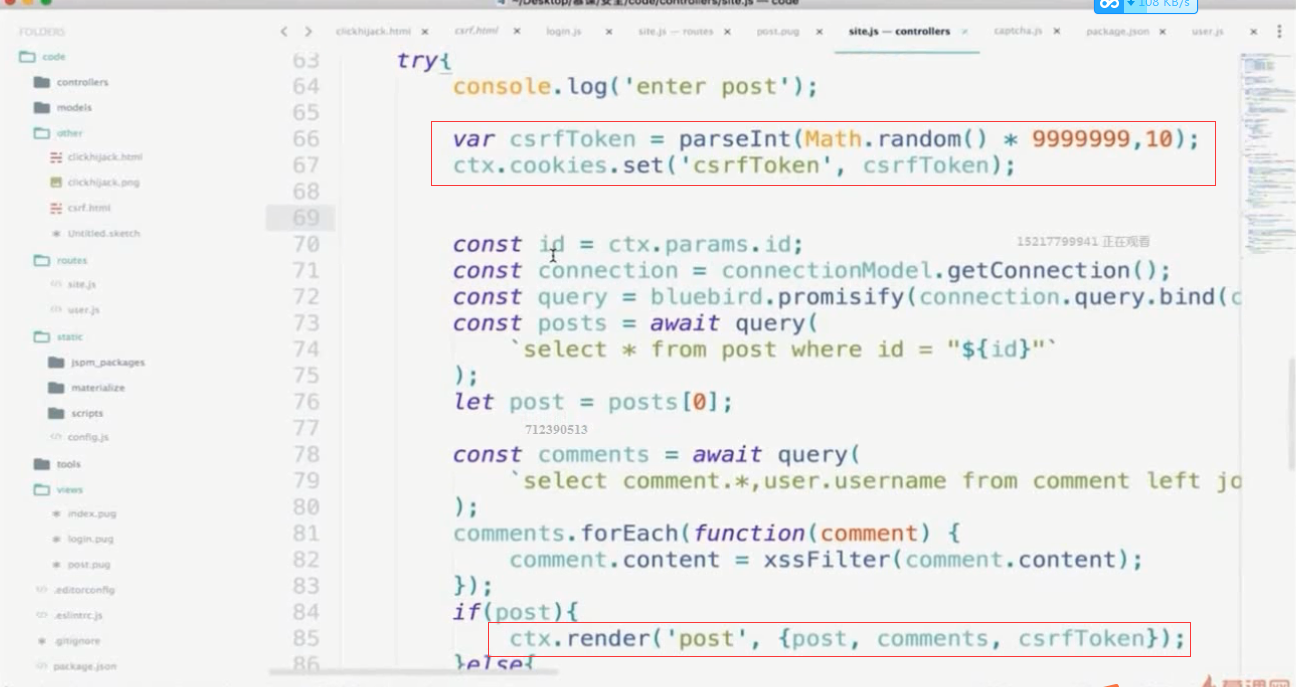 ~/Desktop/慕课/安全/code/controllers/site.js — code
108 KB/s
FOLDERS
code
controllers
models
other
clickhijack.html
clickhijack.png
csrf.html
Untitled.sketch
routes
site.js
user.js
static
jspm_packages
materialize
scripts
config.js
tools
views
index.pug
login.pug
post.pug
.editorconfig
.eslintrc.js
.gitignore
package.json
clickhijack.html
csrf.html
login.js
site.js — routes
post.pug
site.js — controllers
captcha.js
package.json
user.js
63 try{
64 console.log('enter post');
65
66 var csrfToken = parseInt(Math.random() * 9999999,10);
67 ctx.cookies.set('csrfToken', csrfToken);
68
69
70 const id = ctx.params.id;
15217799941 正在观看
71 const connection = connectionModel.getConnection();
72 const query = bluebird.promisify(connection.query.bind(c
73 const posts = await query(
74 `select * from post where id = "${id}"`
75 );
76 let post = posts[0];
77
712390513
78 const comments = await query(
79 `select comment.*,user.username from comment left jo
80 );
81 comments.forEach(function(comment) {
82 comment.content = xssFilter(comment.content);
83 });
84 if(post){
85 ctx.render('post', {post, comments, csrfToken});
86 }else{